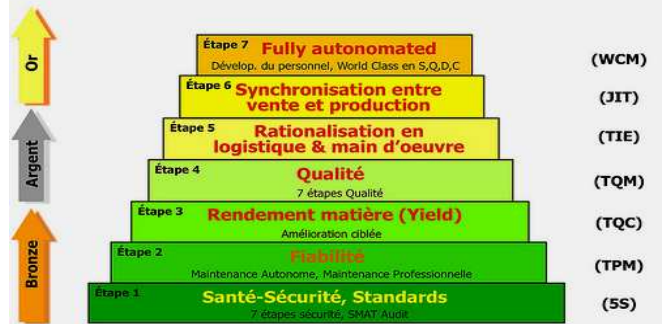 Étape 7
Fully autonomated
Dévelop. du personnel, World Class en S,Q,D,C
(WCM)
Étape 6
Synchronisation entre
vente et production
(JIT)
Étape 5
Rationalisation en
logistique & main d'oeuvre
(TIE)
Étape 4
Qualité
7 étapes Qualité
(TQM)
Étape 3
Rendement matière (Yield)
Amélioration ciblée
(TQC)
Étape 2
Fiabilité
Maintenance Autonome, Maintenance Professionnelle
(TPM)
Étape 1
Santé-Sécurité, Standards
7 étapes sécurité, SMAT Audit
(5S)
Or
Argent
Bronze